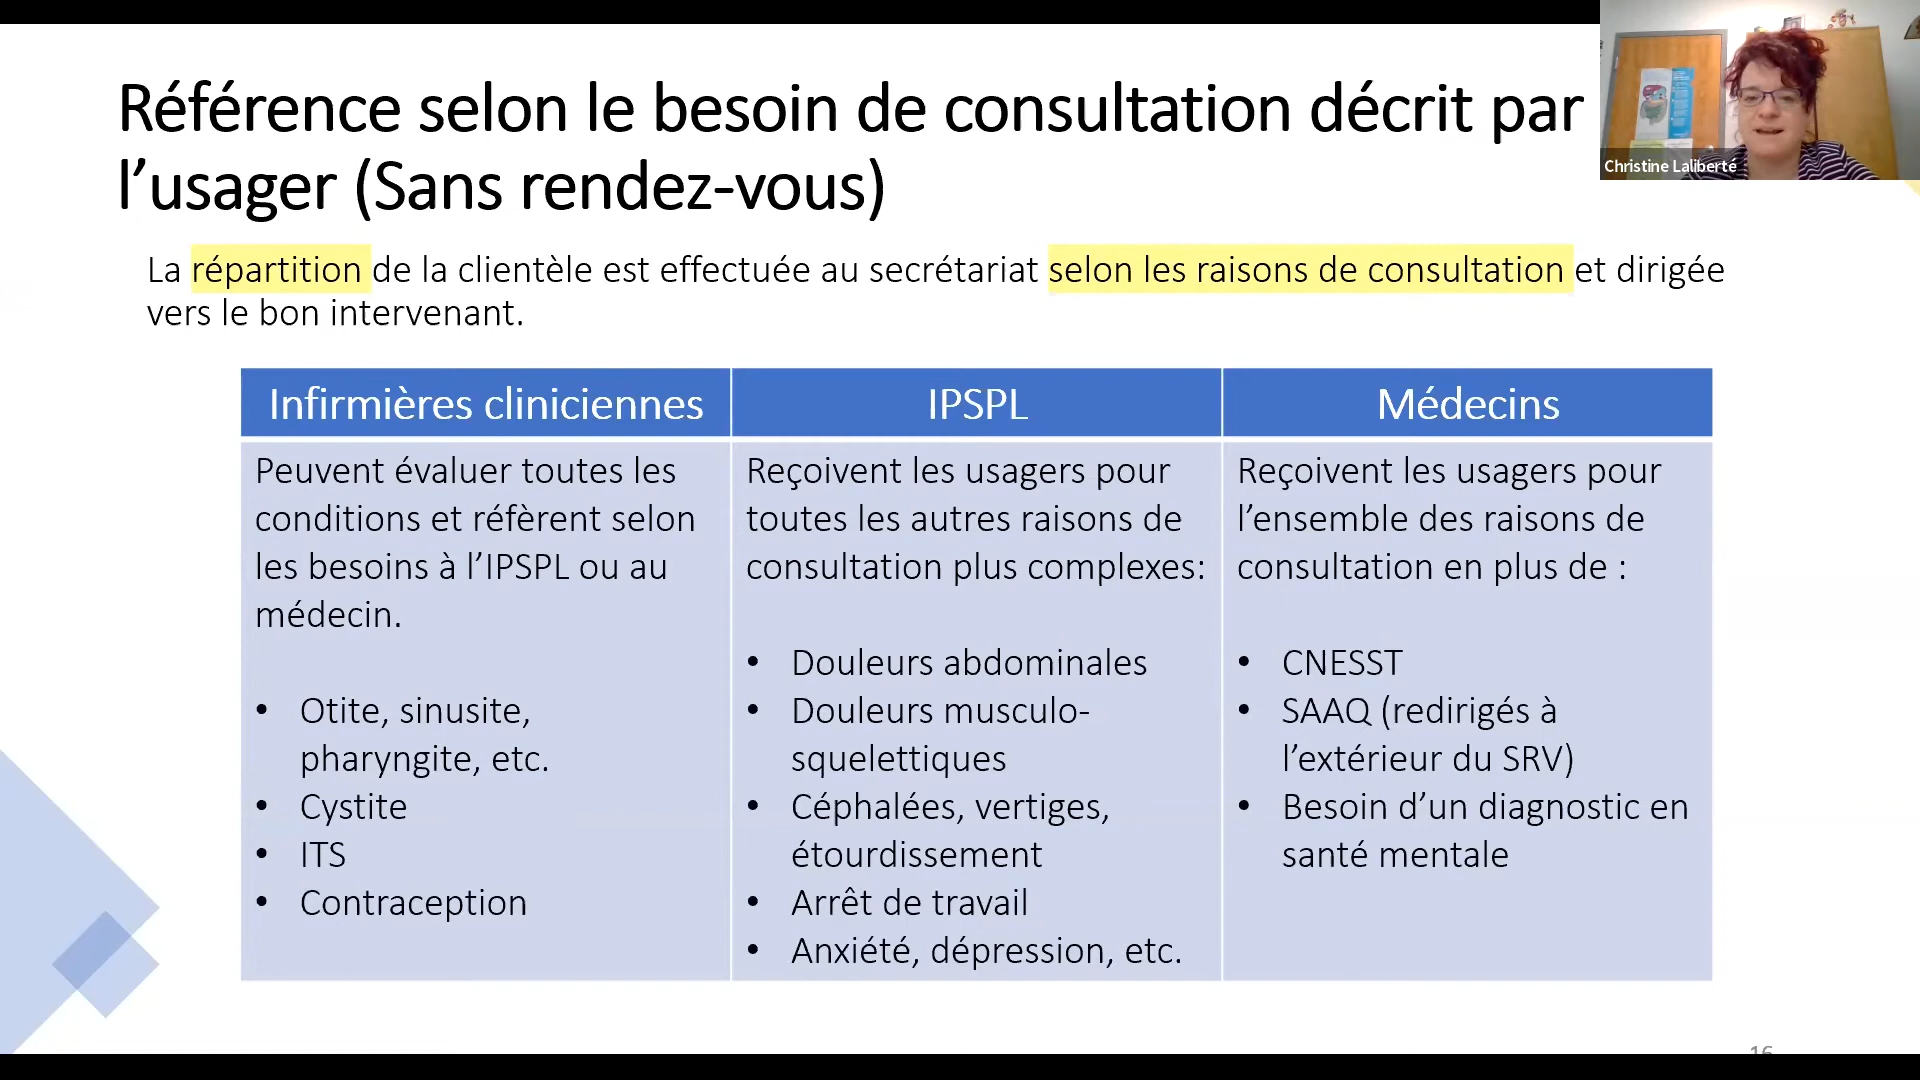 Référence selon le besoin de consultation décrit par
l’usager (Sans rendez-vous)
Christine Laliberté
La répartition de la clientèle est effectuée au secrétariat selon les raisons de consultation et dirigée
vers le bon intervenant.
Infirmières cliniciennes
Peuvent évaluer toutes les
conditions et réfèrent selon
les besoins à l’IPSPL ou au
médecin.
• Otite, sinusite,
pharyngite, etc.
• Cystite
• ITS
• Contraception
IPSPL
Reçoivent les usagers pour
toutes les autres raisons de
consultation plus complexes:
• Douleurs abdominales
• Douleurs musculo-
squelettiques
• Céphalées, vertiges,
étourdissement
• Arrêt de travail
• Anxiété, dépression, etc.
Médecins
Reçoivent les usagers pour
l’ensemble des raisons de
consultation en plus de :
• CNESST
• SAAQ (redirigés à
l’extérieur du SRV)
• Besoin d’un diagnostic en
santé mentale
16